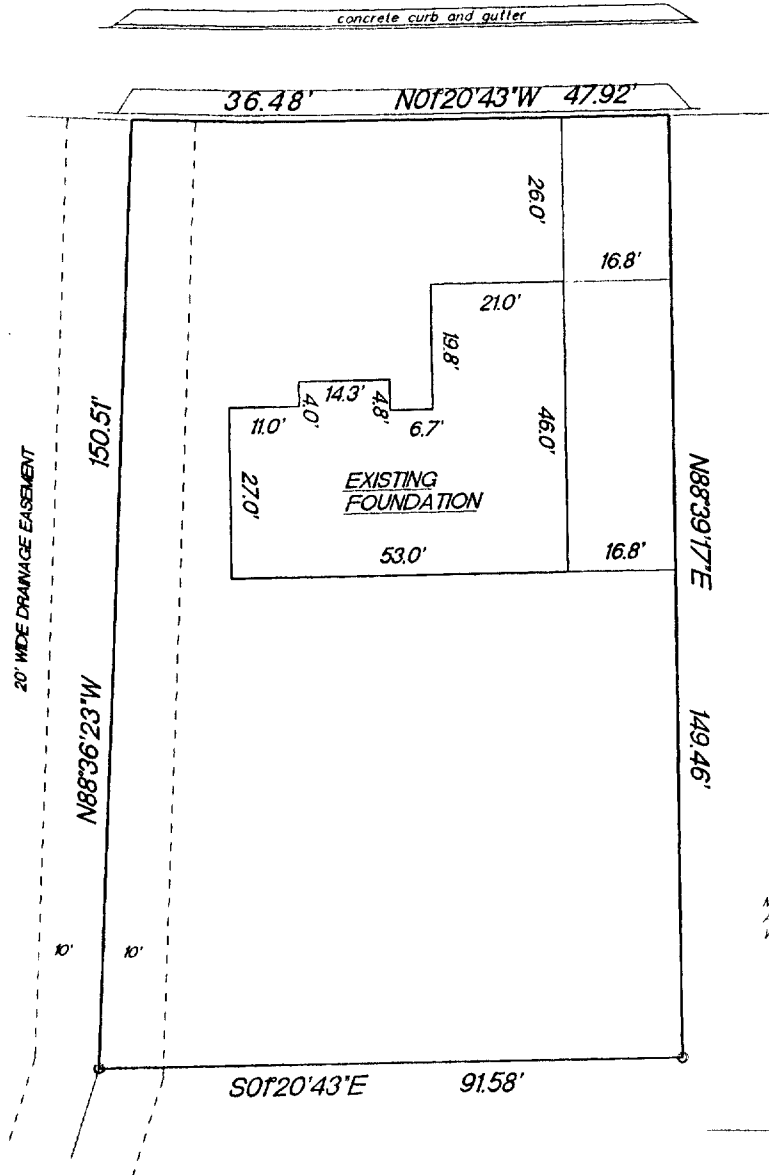 concrete curb and gutter
36.48' N01°20'43"W 47.92'
26.0'
16.8'
21.0'
19.8'
14.3'
4.0'
4.8'
11.0'
6.7'
46.0'
150.51'
27.0'
EXISTING
FOUNDATION
53.0'
16.8'
N88°39'17"E
20' WIDE DRAINAGE EASEMENT
N88°36'23"W
149.46'
10'
10'
S01°20'43"E 91.58'